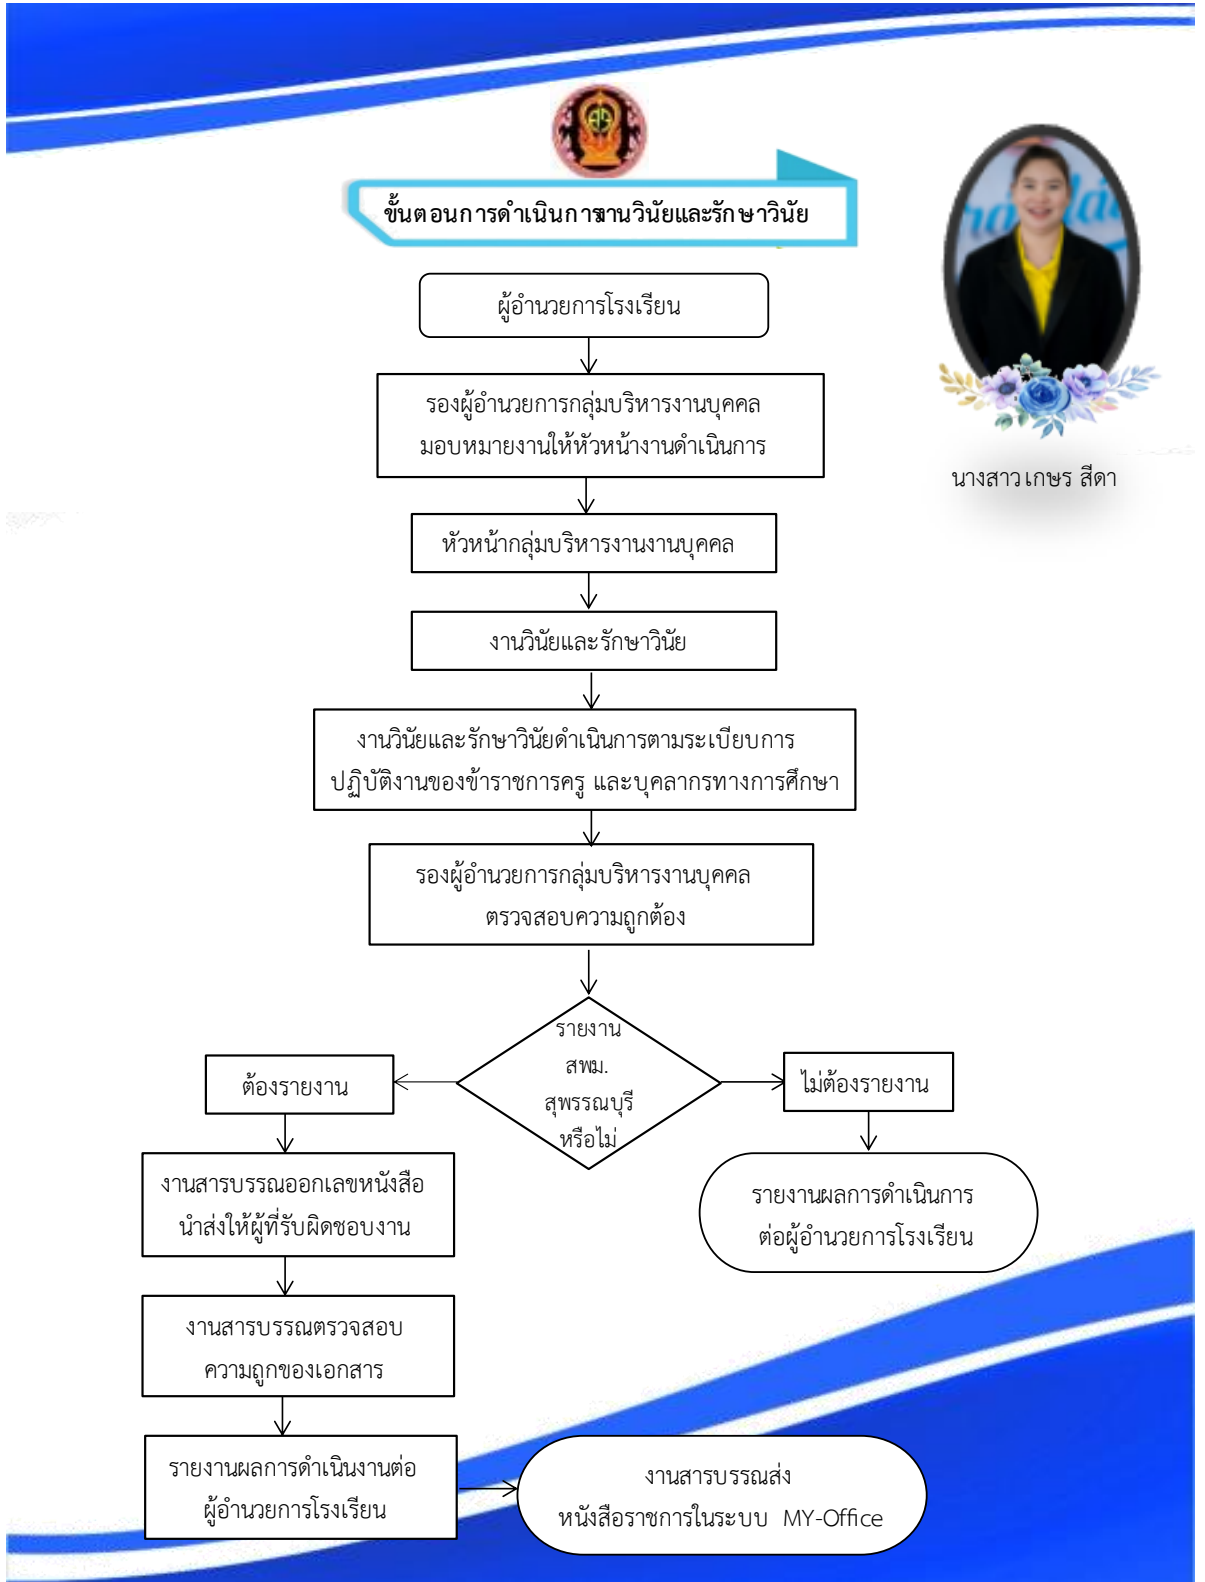 ขั้นตอนการดำเนินการงานวินัยและรักษาวินัย
ผู้อำนวยการโรงเรียน
รองผู้อำนวยการกลุ่มบริหารงานบุคคล
มอบหมายงานให้หัวหน้างานดำเนินการ
นางสาวเกษร สีดา
หัวหน้ากลุ่มบริหารงานงานบุคคล
งานวินัยและรักษาวินัย
งานวินัยและรักษาวินัยดำเนินการตามระเบียบการ
ปฏิบัติงานของข้าราชการครู และบุคลากรทางการศึกษา
รองผู้อำนวยการกลุ่มบริหารงานบุคคล
ตรวจสอบความถูกต้อง
รายงาน
สพม.
สุพรรณบุรี
หรือไม่
ต้องรายงาน
ไม่ต้องรายงาน
งานสารบรรณออกเลขหนังสือ
นำส่งให้ผู้ที่รับผิดชอบงาน
รายงานผลการดำเนินการ
ต่อผู้อำนวยการโรงเรียน
งานสารบรรณตรวจสอบ
ความถูกของเอกสาร
รายงานผลการดำเนินงานต่อ
ผู้อำนวยการโรงเรียน
งานสารบรรณส่ง
หนังสือราชการในระบบ MY-Office